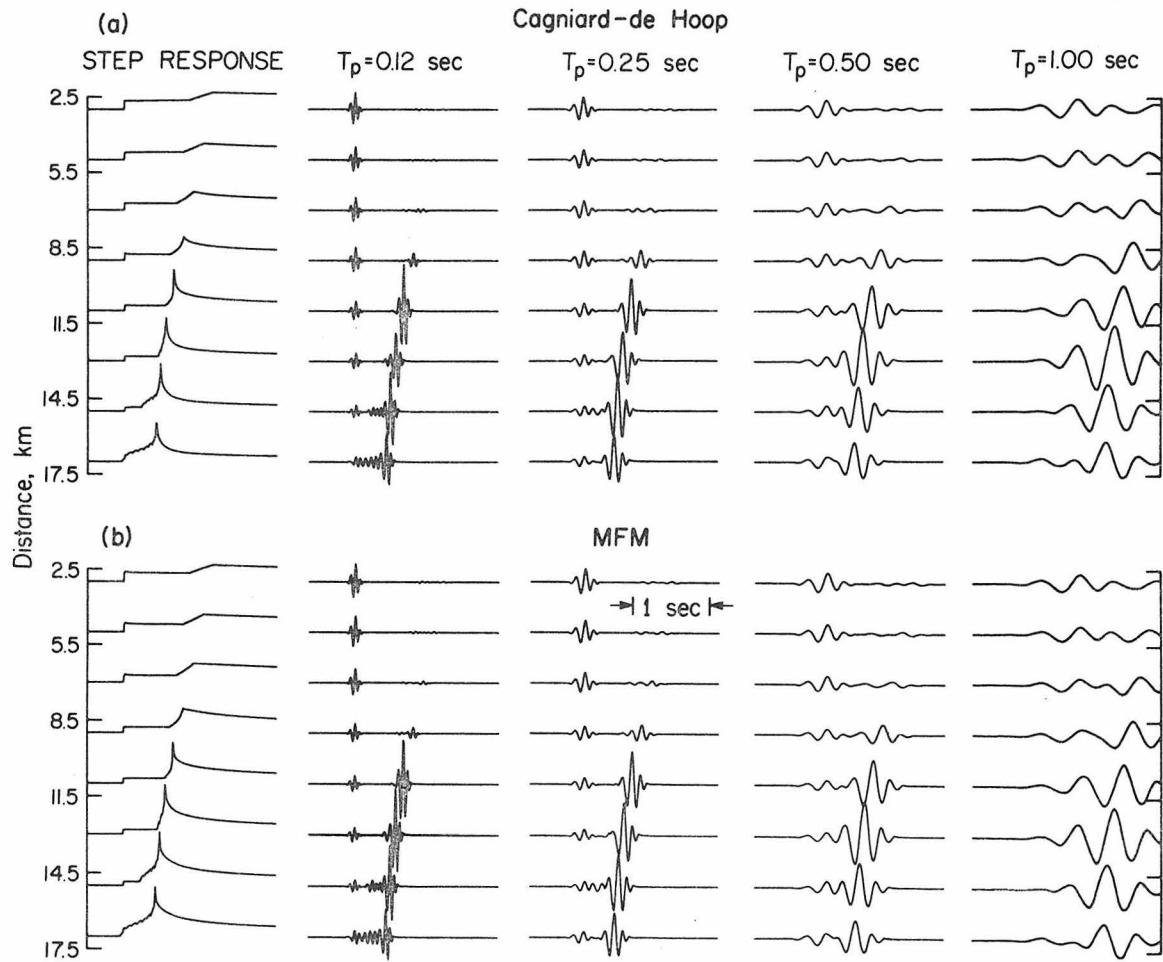 (a)
Cagniard-de Hoop
STEP RESPONSE
Tp=0.12 sec
Tp=0.25 sec
Tp=0.50 sec
Tp=1.00 sec
2.5
5.5
8.5
11.5
14.5
17.5
Distance, km
(b)
MFM
2.5
1 sec
5.5
8.5
11.5
14.5
17.5